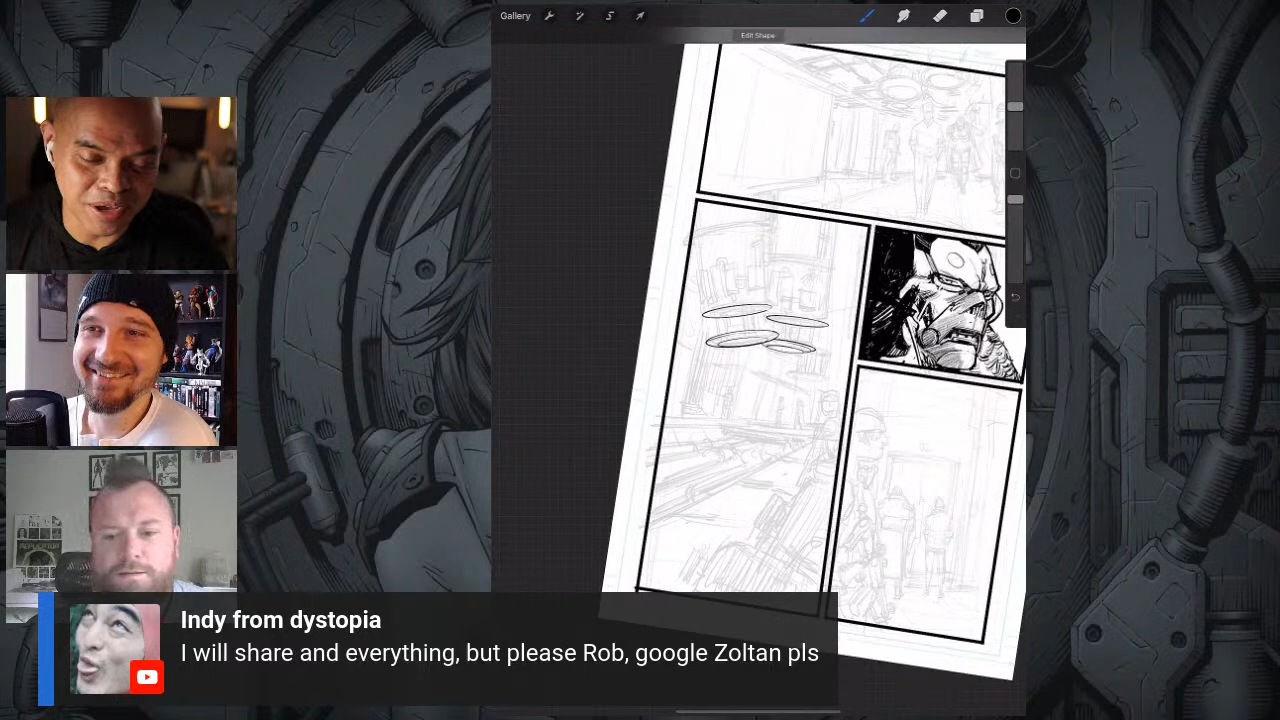 Gallery
Edit Shape
Indy from dystopia
I will share and everything, but please Rob, google Zoltan pls